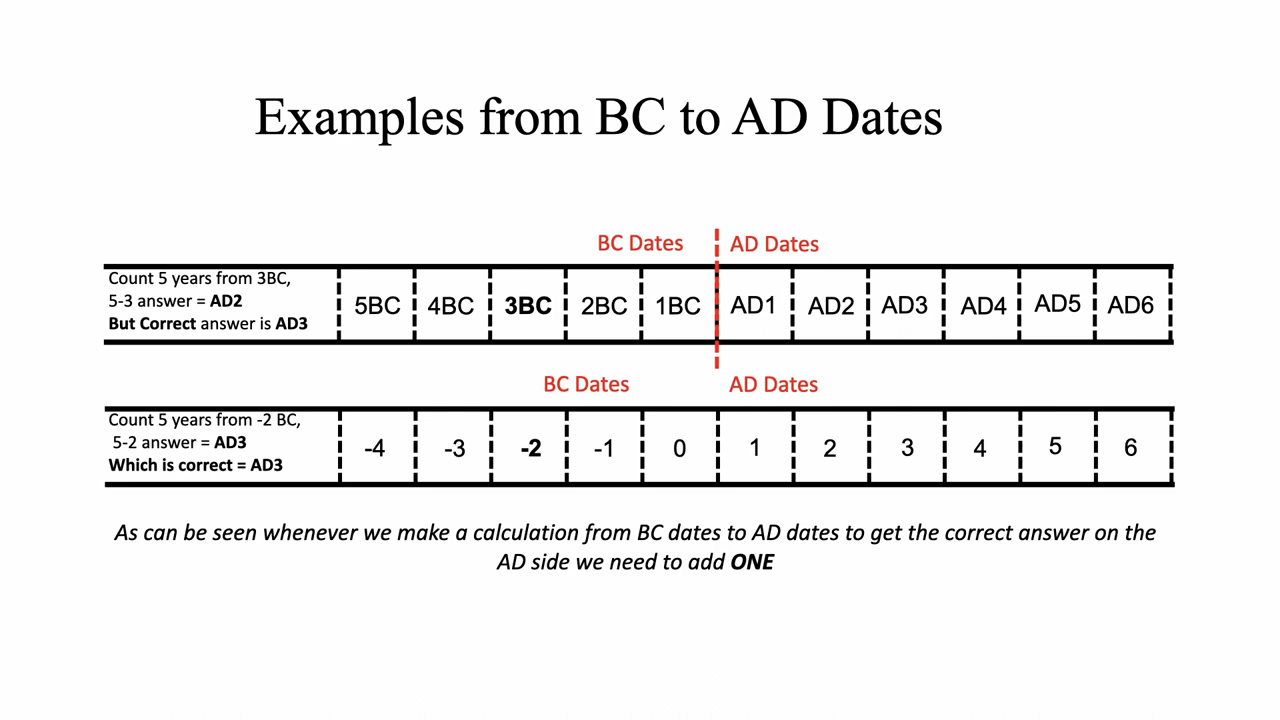 Examples from BC to AD Dates
BC Dates AD Dates
Count 5 years from 3BC,
5-3 answer = AD2
But Correct answer is AD3
5BC 4BC 3BC 2BC 1BC AD1 AD2 AD3 AD4 AD5 AD6
BC Dates AD Dates
Count 5 years from -2 BC,
5-2 answer = AD3
Which is correct = AD3
-4 -3 -2 -1 0 1 2 3 4 5 6
As can be seen whenever we make a calculation from BC dates to AD dates to get the correct answer on the
AD side we need to add ONE